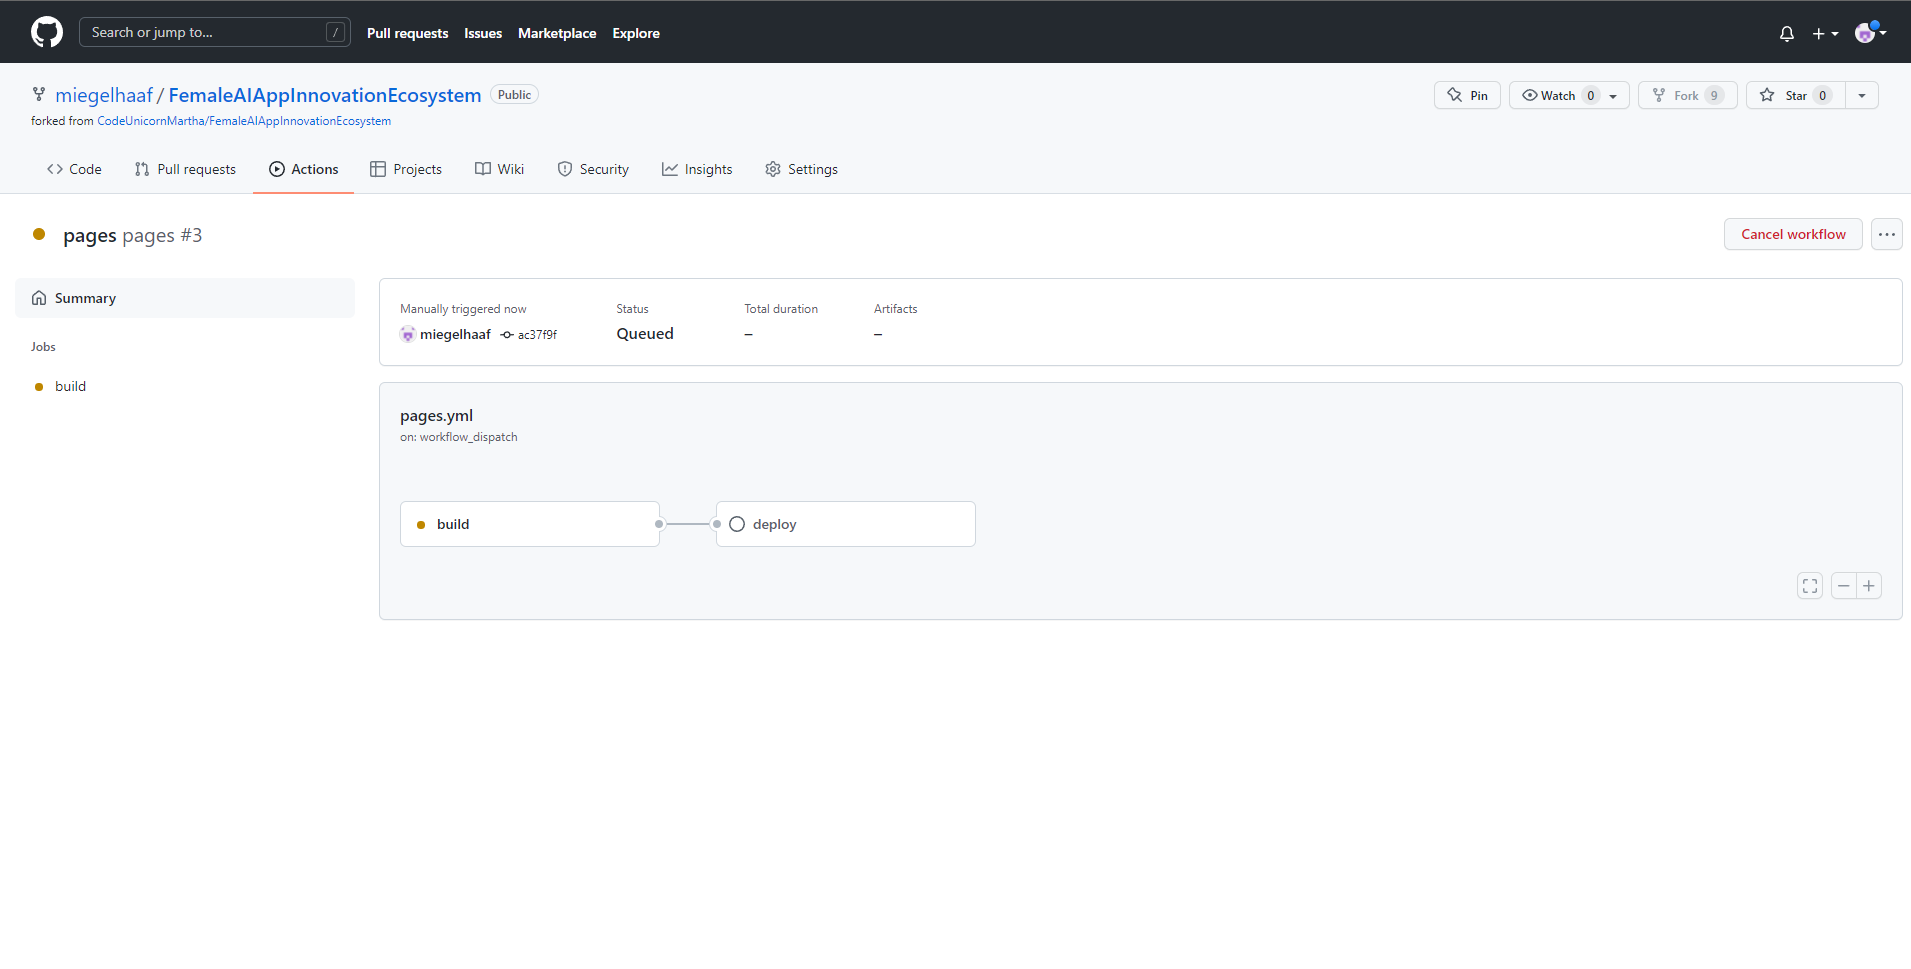 Search or jump to... / Pull requests Issues Marketplace Explore
miegelhaaf / FemaleAIAppInnovationEcosystem Public Pin Watch 0 Fork 9 Star 0
forked from CodeUnicornMartha/FemaleAIAppInnovationEcosystem
Code Pull requests Actions Projects Wiki Security Insights Settings
pages pages #3 Cancel workflow
Summary
Jobs
build
Manually triggered now Status Total duration Artifacts
miegelhaaf ac37f9f Queued – –
pages.yml
on: workflow_dispatch
build deploy